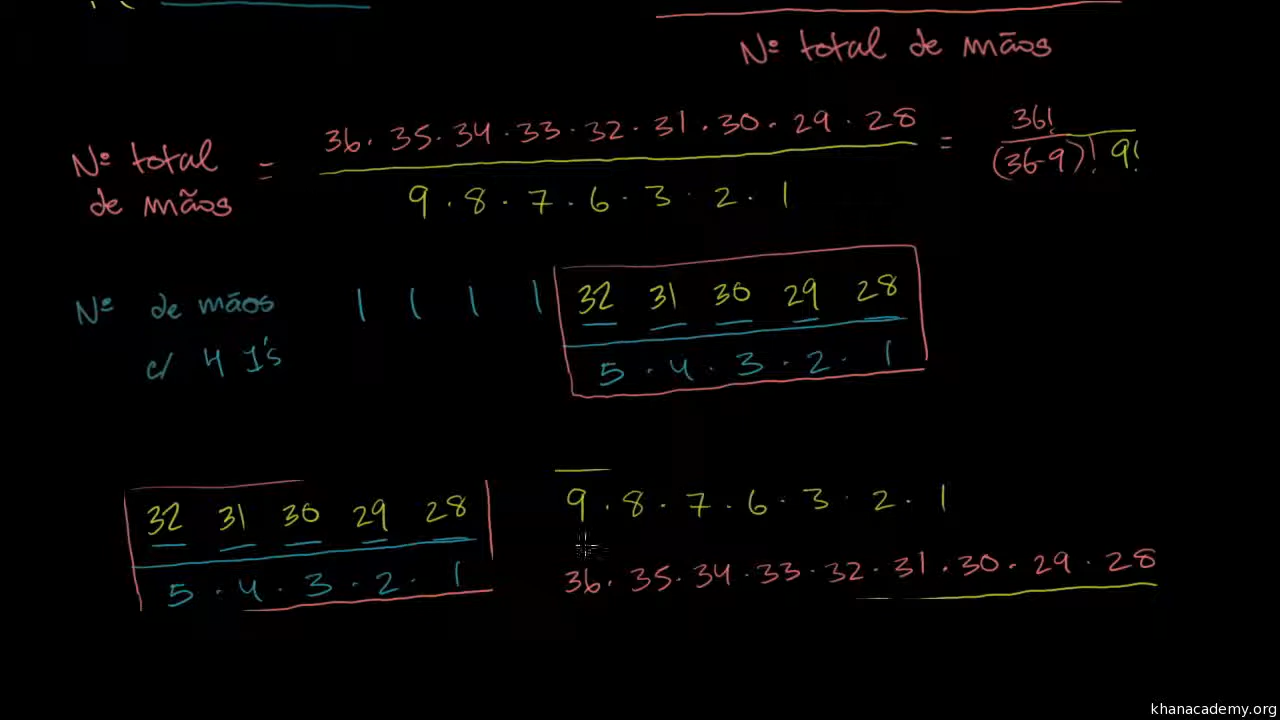 Nº total de mãos
36. 35. 34 . 33 . 32. 31 . 30 . 29 . 28
Nº total = = 36!
de mãos (36-9)! 9!
9 . 8 . 7 . 6 . 3 . 2 . 1
Nº de mãos 1 1 1 1 32 31 30 29 28
c/ 4 1's 5 . 4 . 3 . 2 . 1
32 31 30 29 28 9 . 8 . 7 . 6 . 3 . 2 . 1
5 . 4 . 3 . 2 . 1 36. 35. 34 . 33 . 32 . 31 . 30 . 29 . 28
khanacademy.org